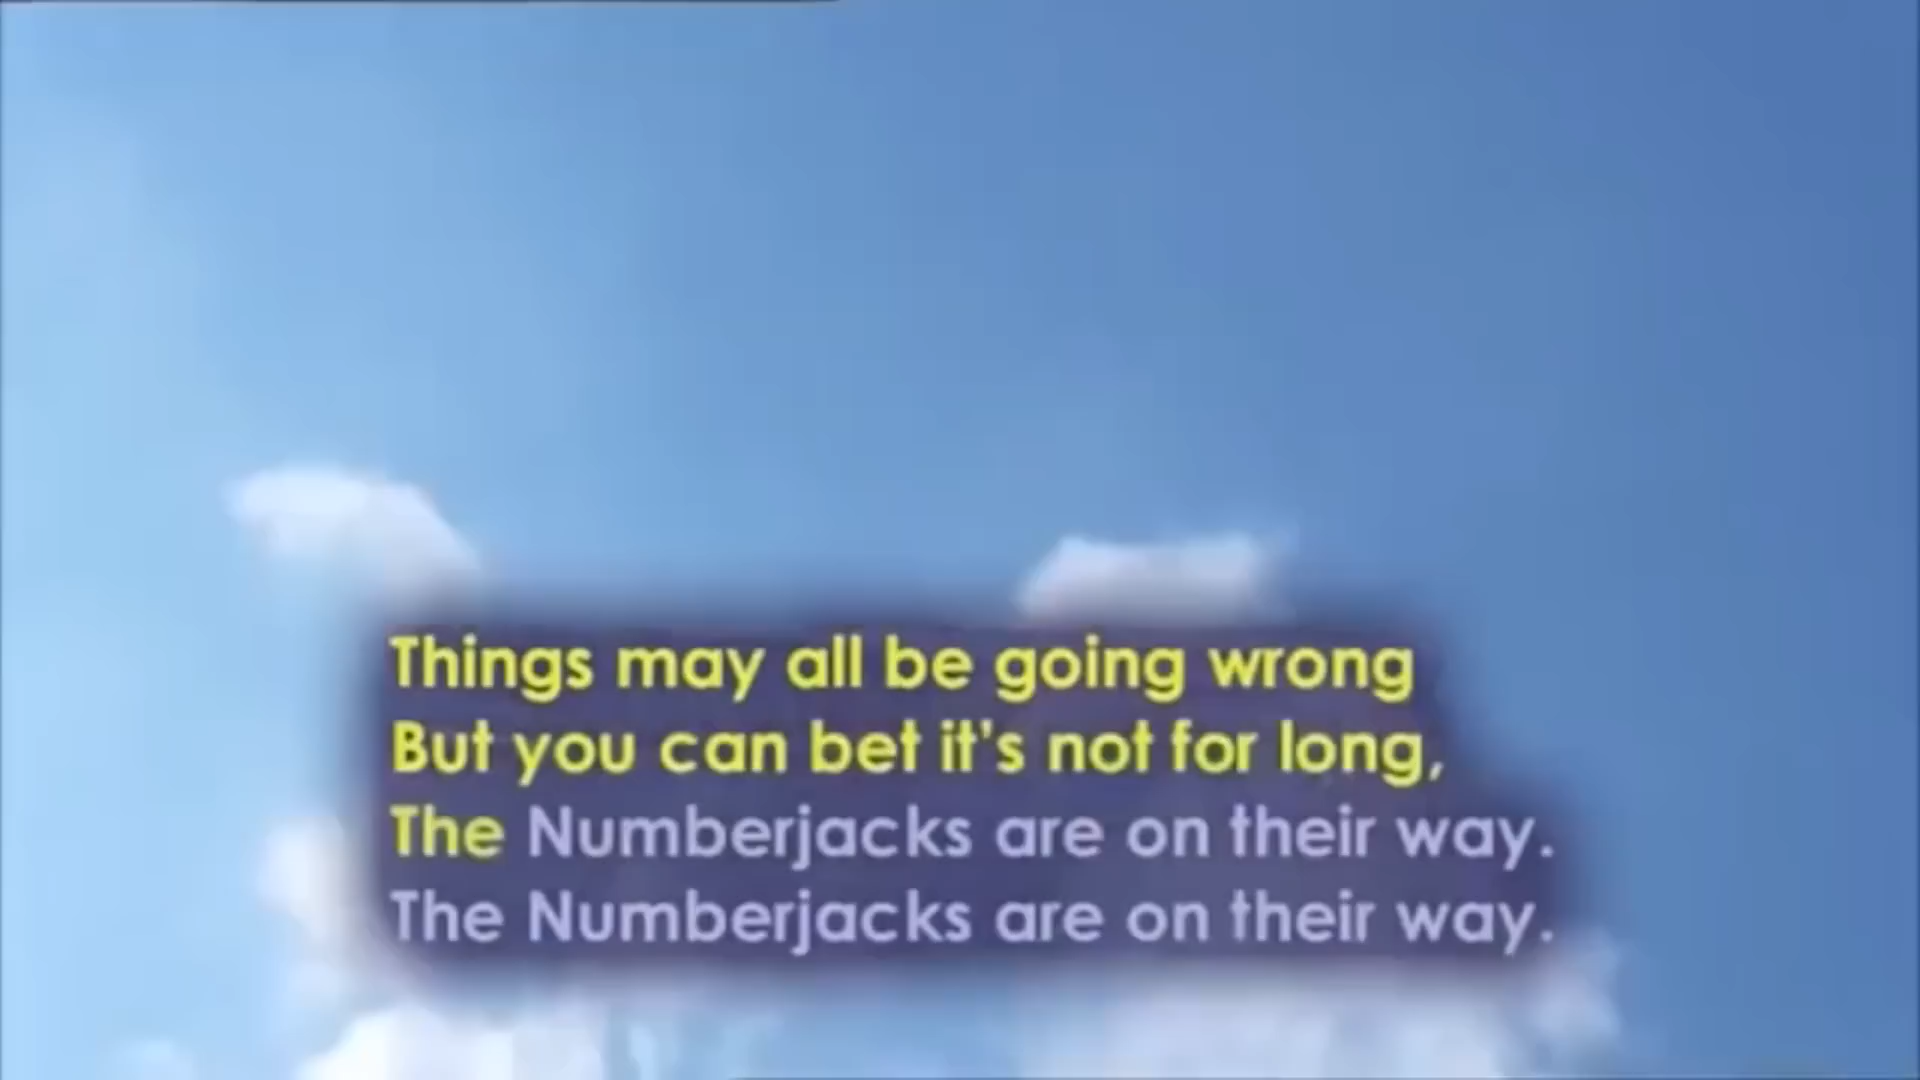 Things may all be going wrong
But you can bet it's not for long,
The Numberjacks are on their way.
The Numberjacks are on their way.